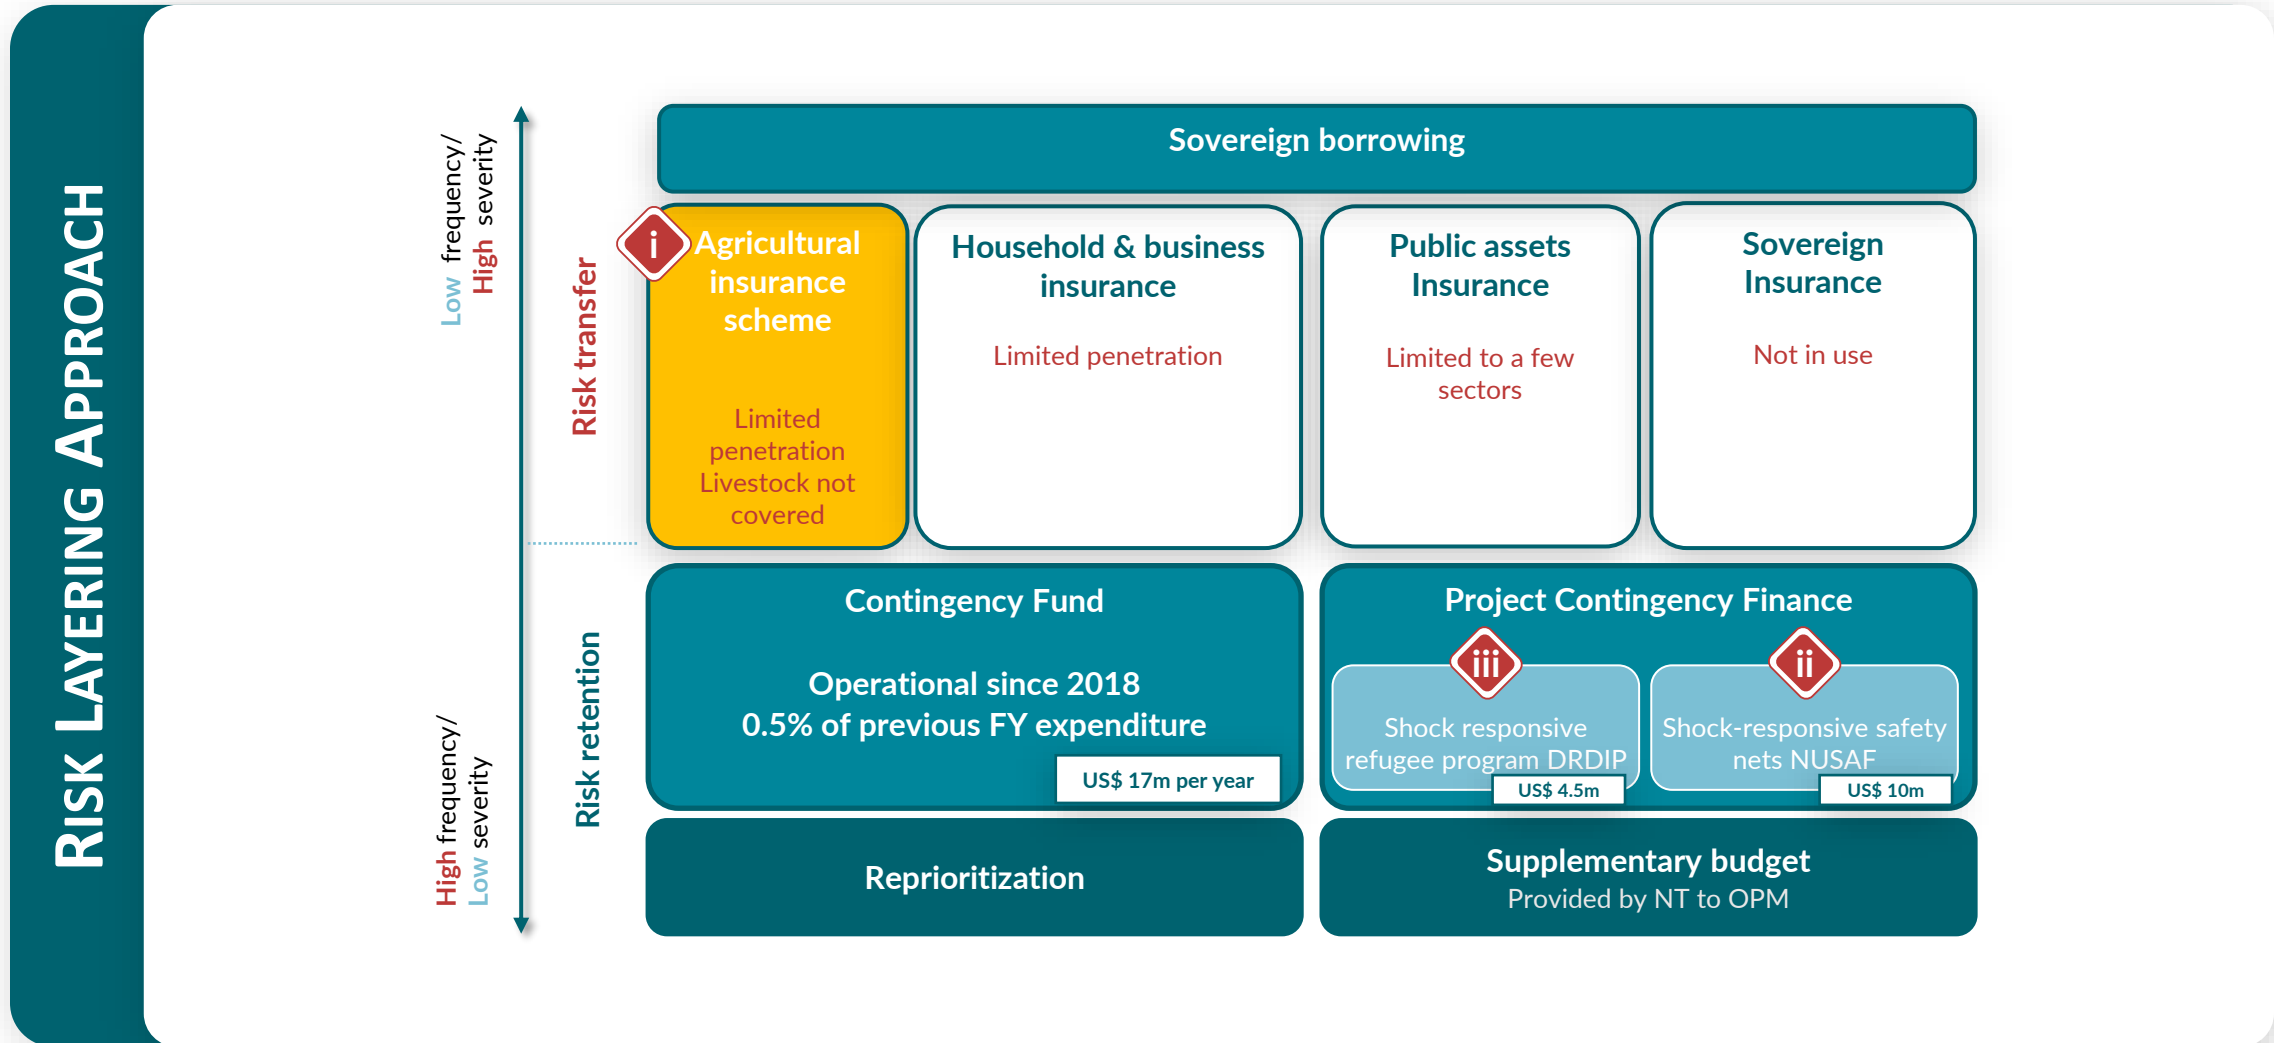 RISK LAYERING APPROACH
Low frequency/
High severity
High frequency/
Low severity
Risk transfer
Risk retention
Sovereign borrowing
i
Agricultural
insurance
scheme
Limited
penetration
Livestock not
covered
Household & business
insurance
Limited penetration
Public assets
Insurance
Limited to a few
sectors
Sovereign
Insurance
Not in use
Contingency Fund
Operational since 2018
0.5% of previous FY expenditure
US$ 17m per year
Project Contingency Finance
iii
Shock responsive
refugee program DRDIP
US$ 4.5m
ii
Shock-responsive safety
nets NUSAF
US$ 10m
Reprioritization
Supplementary budget
Provided by NT to OPM